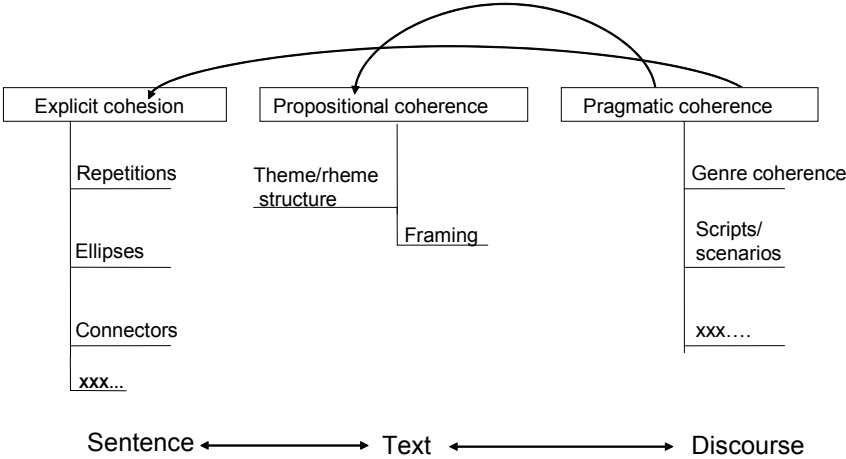 Explicit cohesion
Propositional coherence
Pragmatic coherence
Repetitions
Ellipses
Connectors
xxx...
Theme/rheme
structure
Framing
Genre coherence
Scripts/
scenarios
xxx....
Sentence
Text
Discourse